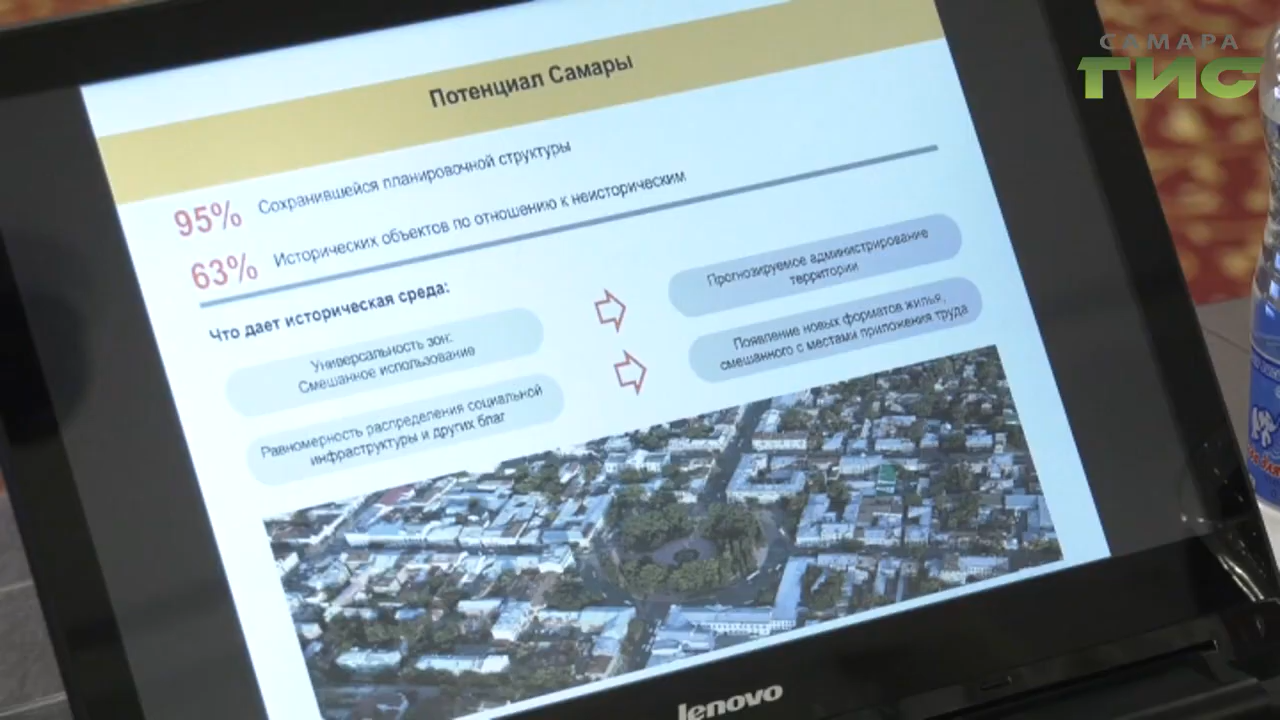 САМАРА
ГИС
Потенциал Самары
95% Сохранившейся планировочной структуры
63% Исторических объектов по отношению к неисторическим
Что дает историческая среда:
Универсальность зон:
Смешанное использование
Прогнозируемое администрирование
территории
Равномерность распределения социальной
инфраструктуры и других благ
Появление новых форматов жилья,
смешанного с местами приложения труда
lenovo